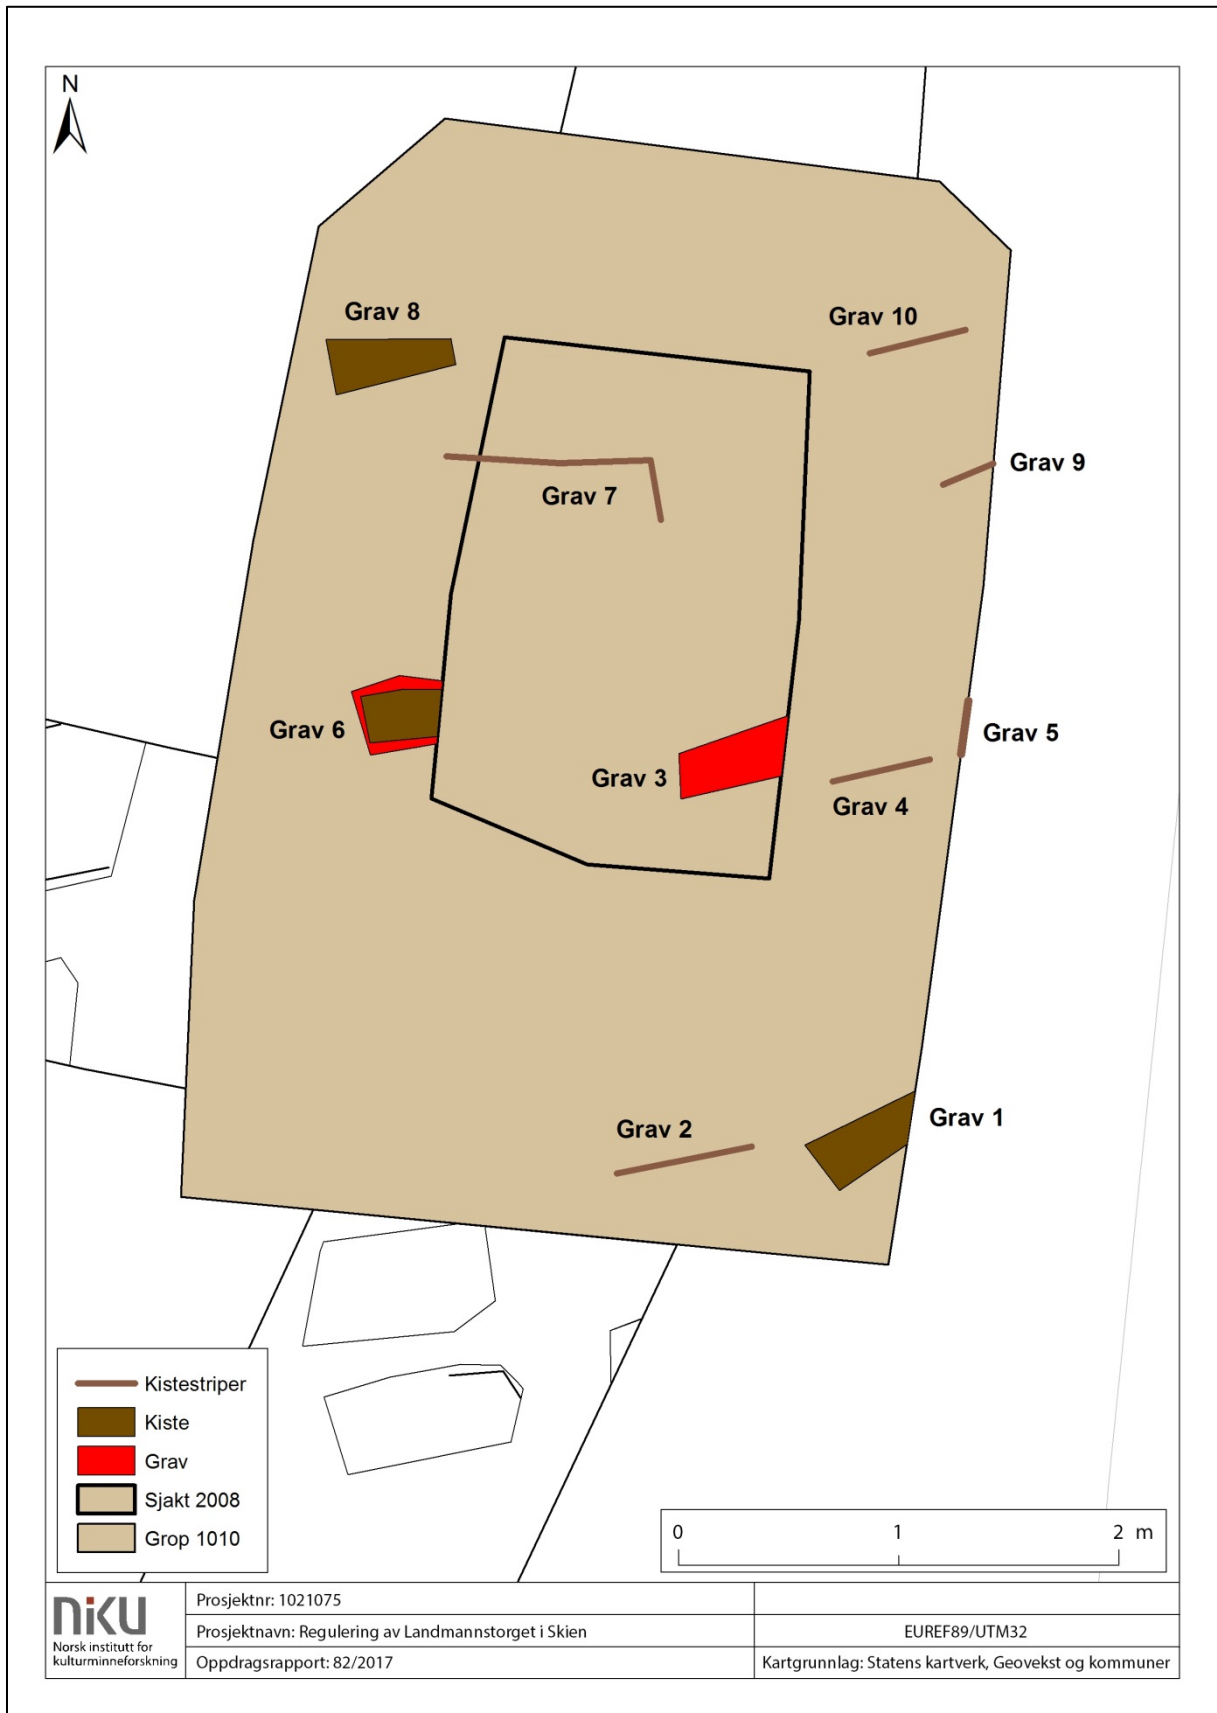 N
Grav 8
Grav 10
Grav 9
Grav 7
Grav 6
Grav 5
Grav 3
Grav 4
Grav 1
Grav 2
Kistestriper
Kiste
Grav
Sjakt 2008
Grop 1010
0 1 2 m
NIKU
Norsk institutt for
kulturminneforskning
Prosjektnr: 1021075
Prosjektnavn: Regulering av Landmannstorget i Skien
EUREF89/UTM32
Oppdragsrapport: 82/2017
Kartgrunnlag: Statens kartverk, Geovekst og kommuner